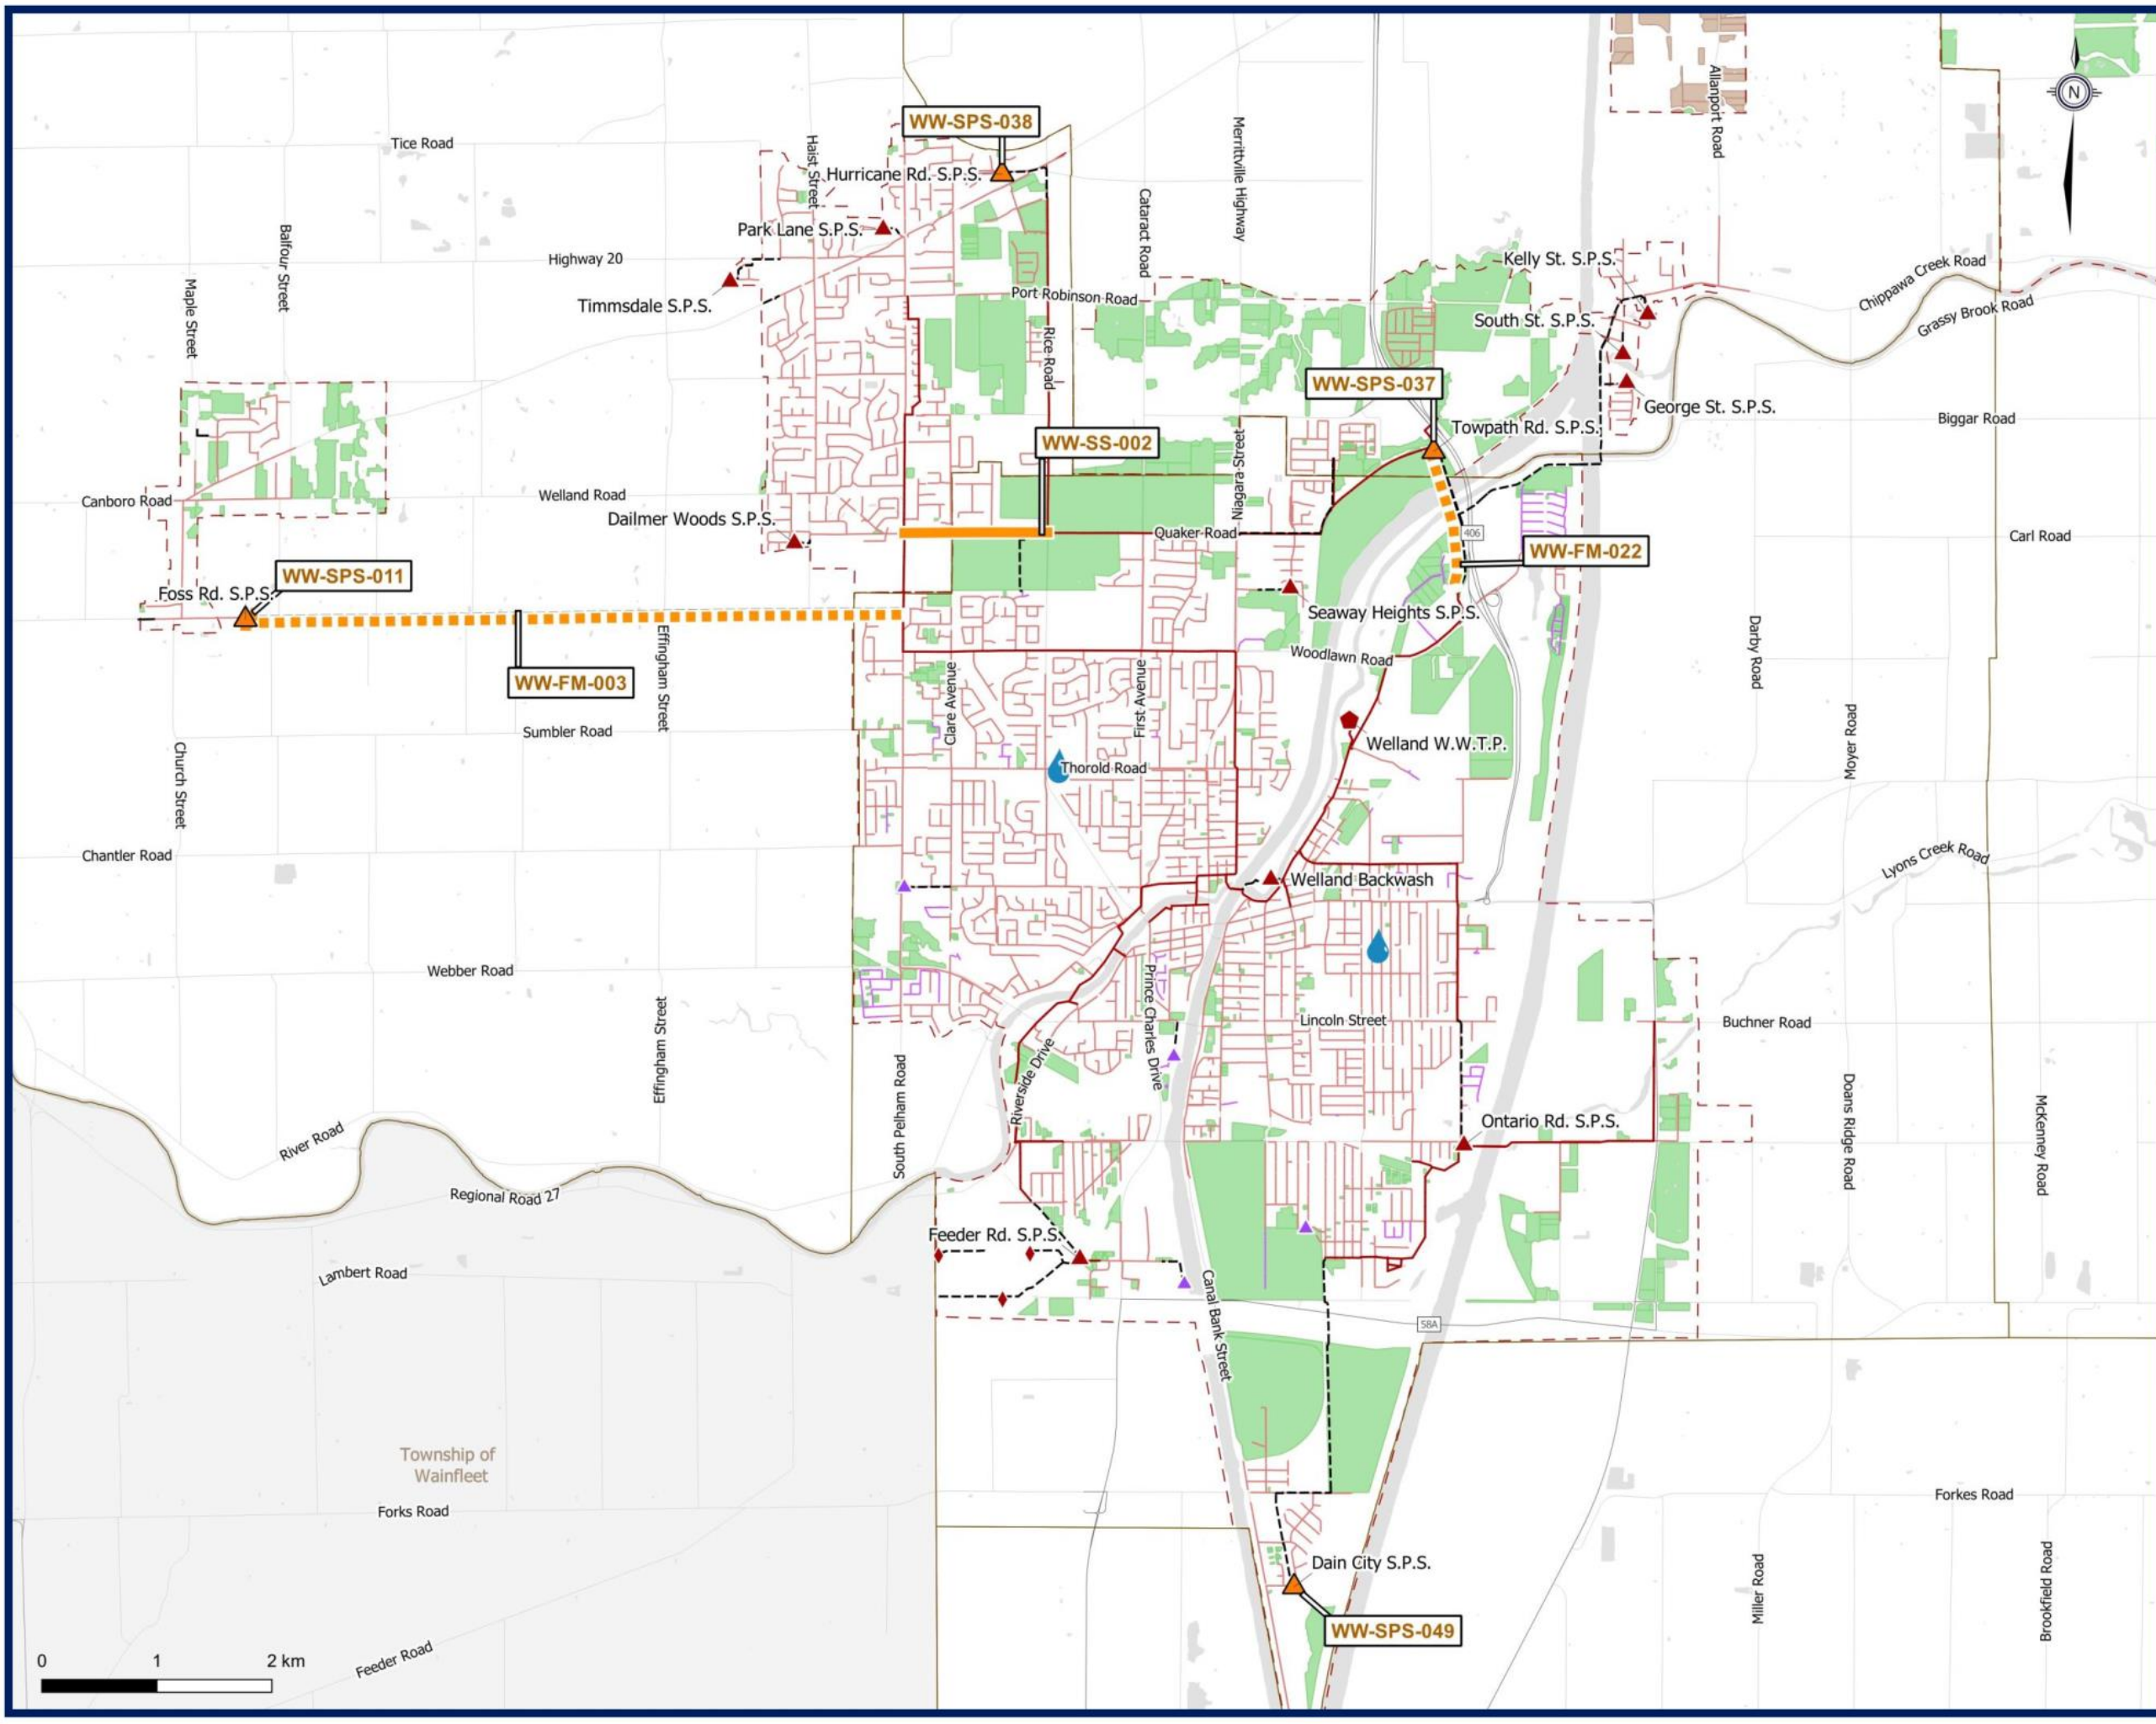 Allanport Road
N
WW-SPS-038
Tice Road
Haist Street
Hurricane Rd. S.P.S.
Merrittville Highway
Cataract Road
Park Lane S.P.S.
Balfour Street
Highway 20
Kelly St. S.P.S.
Chippawa Creek Road
Maple Street
Timmsdale S.P.S.
Port Robinson Road
South St. S.P.S.
Grassy Brook Road
Rice Road
WW-SPS-037
George St. S.P.S.
Biggar Road
Towpath Rd. S.P.S.
WW-SS-002
Niagara Street
Canboro Road
Welland Road
Dailmer Woods S.P.S.
Quaker Road
406
Carl Road
WW-FM-022
WW-SPS-011
Foss Rd. S.P.S.
Seaway Heights S.P.S.
Effingham Street
Woodlawn Road
Darby Road
WW-FM-003
Clare Avenue
First Avenue
Sumbler Road
Church Street
Welland W.W.T.P.
Moyer Road
Thorold Road
Chantler Road
Lyons Creek Road
Welland Backwash
Webber Road
Prince Charles Drive
Effingham Street
Lincoln Street
Buchner Road
South Pelham Road
Riverside Drive
Doans Ridge Road
McKenney Road
River Road
Ontario Rd. S.P.S.
Regional Road 27
Feeder Rd. S.P.S.
Lambert Road
Canal Bank Street
58A
Township of
Wainfleet
Forks Road
Forkes Road
Dain City S.P.S.
Miller Road
Brookfield Road
WW-SPS-049
Feeder Road
0 1 2 km